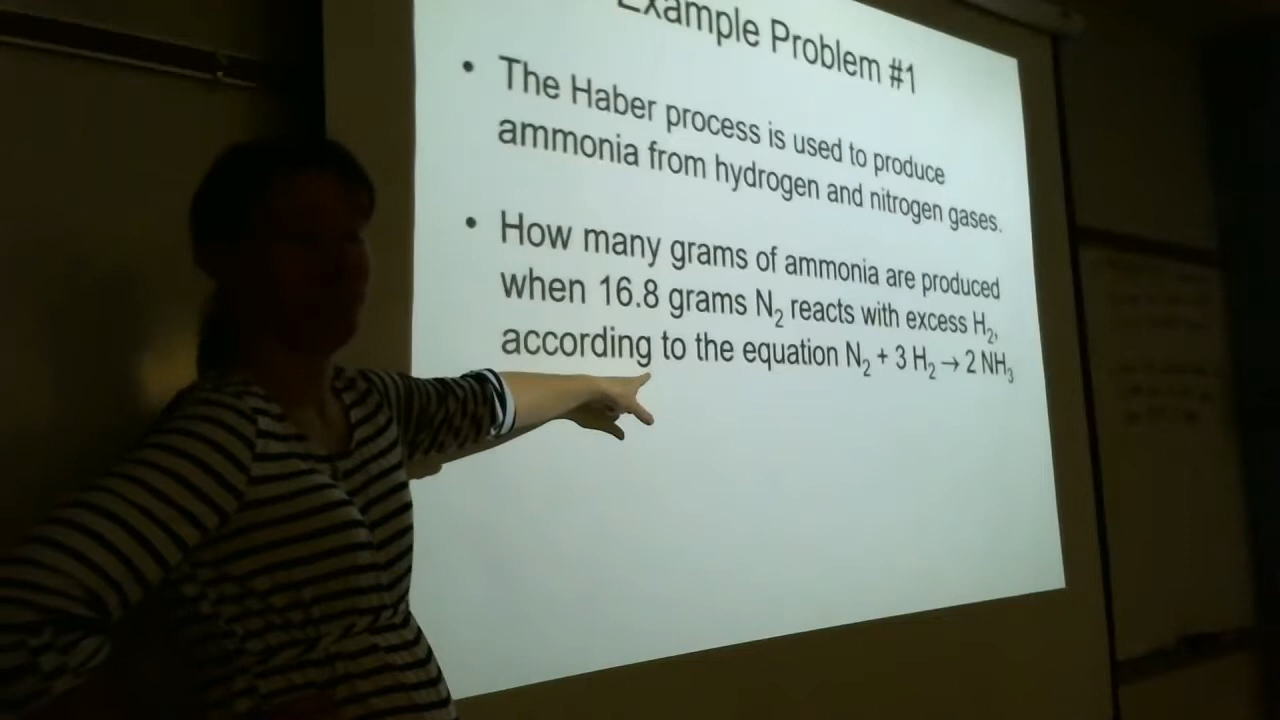 Example Problem #1
• The Haber process is used to produce
ammonia from hydrogen and nitrogen gases.
• How many grams of ammonia are produced
when 16.8 grams N₂ reacts with excess H₂,
according to the equation N₂ + 3 H₂ → 2 NH₃